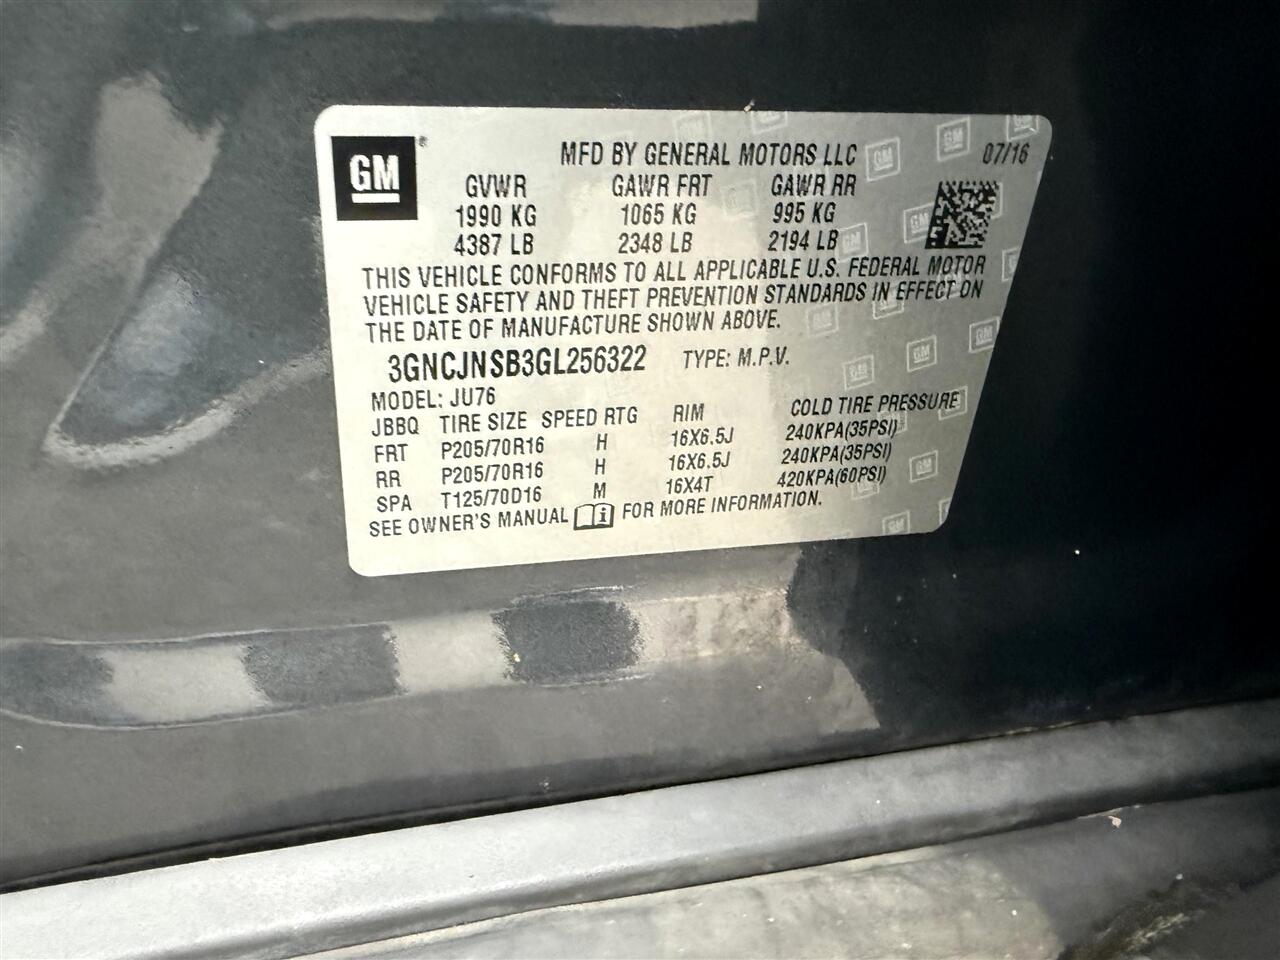 GM
MFD BY GENERAL MOTORS LLC 07/16
GVWR GAWR FRT GAWR RR
1990 KG 1065 KG 995 KG
4387 LB 2348 LB 2194 LB
THIS VEHICLE CONFORMS TO ALL APPLICABLE U.S. FEDERAL MOTOR
VEHICLE SAFETY AND THEFT PREVENTION STANDARDS IN EFFECT ON
THE DATE OF MANUFACTURE SHOWN ABOVE.
3GNCJNSB3GL256322 TYPE: M.P.V.
MODEL: JU76
JBBQ TIRE SIZE SPEED RTG RIM COLD TIRE PRESSURE
FRT P205/70R16 H 16X6.5J 240KPA(35PSI)
RR P205/70R16 H 16X6.5J 240KPA(35PSI)
SPA T125/70D16 M 16X4T 420KPA(60PSI)
SEE OWNER'S MANUAL FOR MORE INFORMATION.